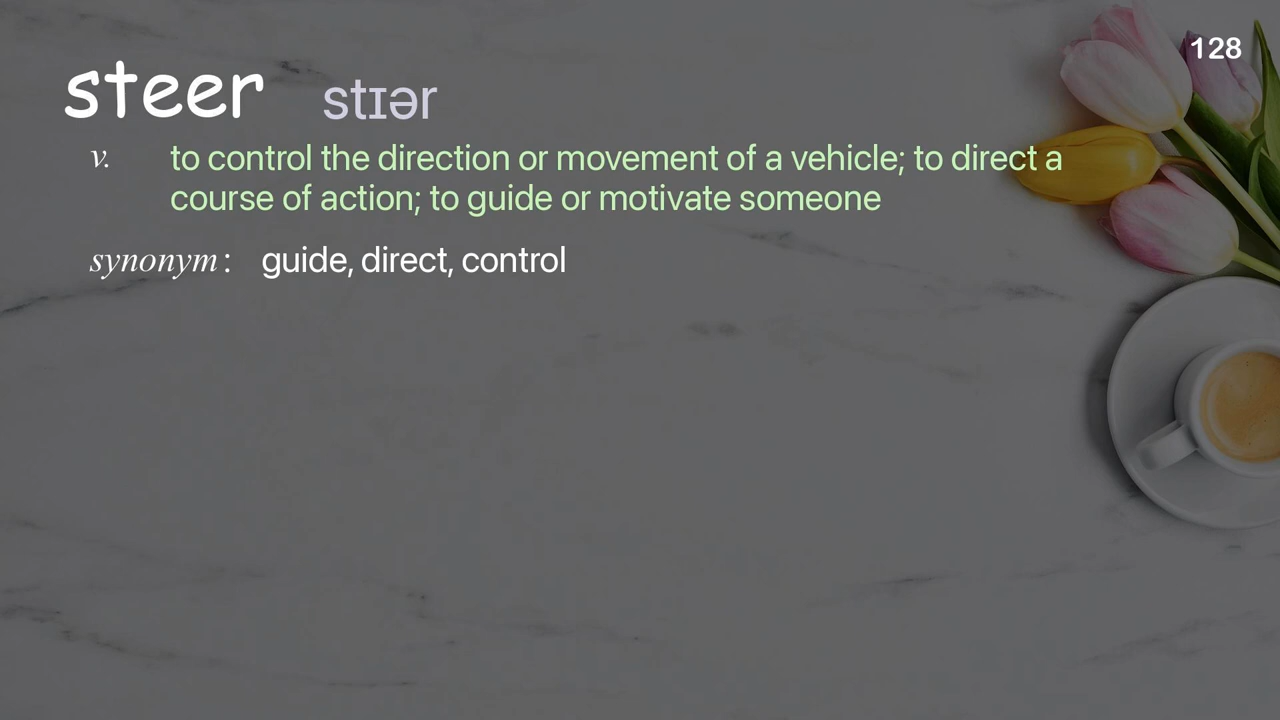 128
steer stɪər
v. to control the direction or movement of a vehicle; to direct a
course of action; to guide or motivate someone
synonym: guide, direct, control